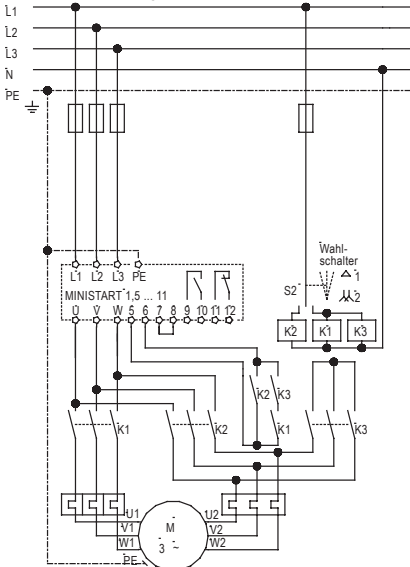 L1
L2
L3
N
PE
L1 L2 L3 PE
MINISTART 1,5 ... 11
U V W 5 6 7 8 9 10 11 12
Wahl-
schalter
1
S2
2
K2 K1 K3
K2 K3
K1 K2 K1 K3
U1 U2
V1 M V2
W1 3 ~ W2
PE